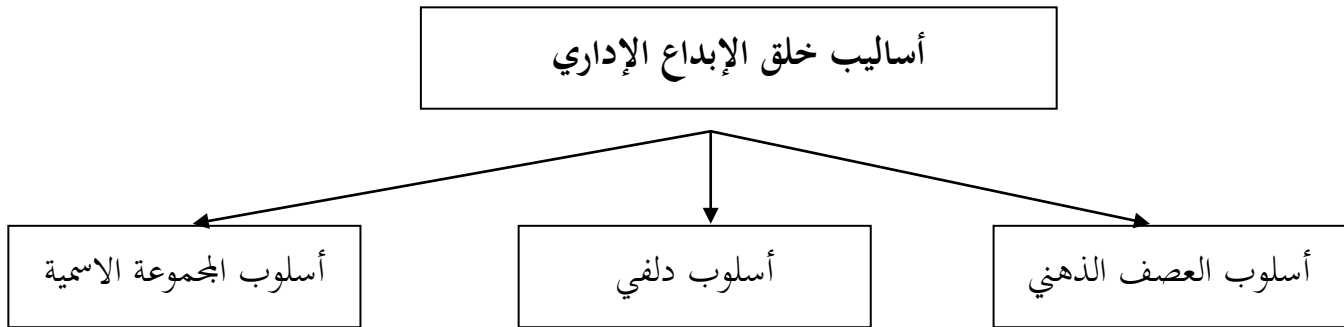 أساليب خلق الإبداع الإداري
أسلوب العصف الذهني
أسلوب دلفي
أسلوب المجموعة الاسمية